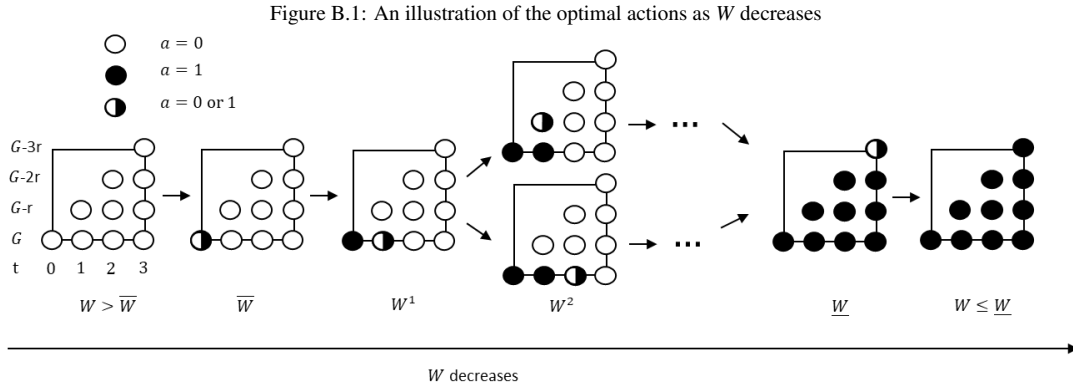 Figure B.1: An illustration of the optimal actions as W decreases
a = 0
a = 1
a = 0 or 1
G-3r
G-2r
G-r
G
t 0 1 2 3
W > W̅ W̅ W¹ W² W̲ W ≤ W̲
W decreases